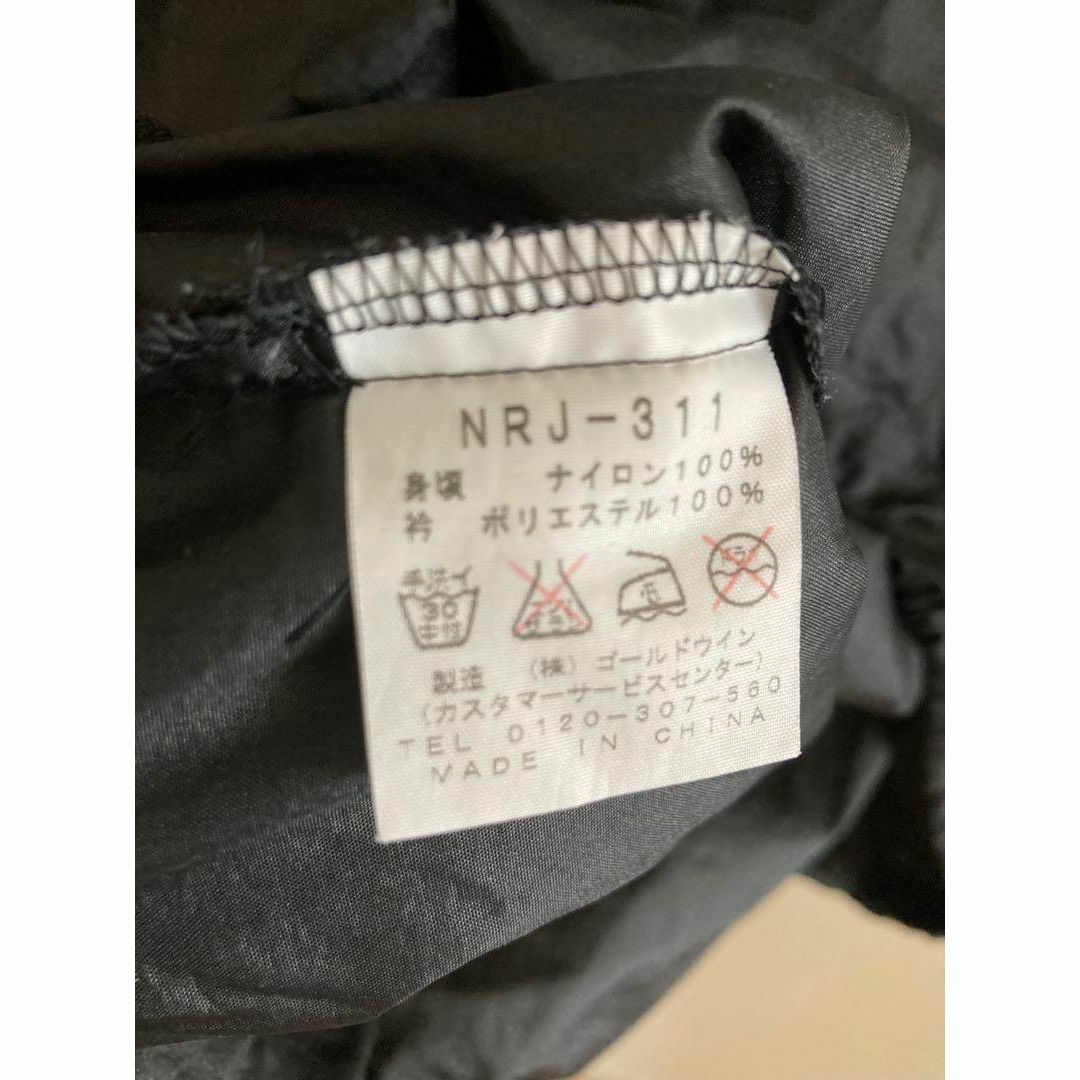 NRJ-311
身頃 ナイロン100%
衿 ポリエステル100%
手洗イ
30
中性
製造 (株)ゴールドウイン
(カスタマーサービスセンター)
TEL 0120-307-560
MADE IN CHINA